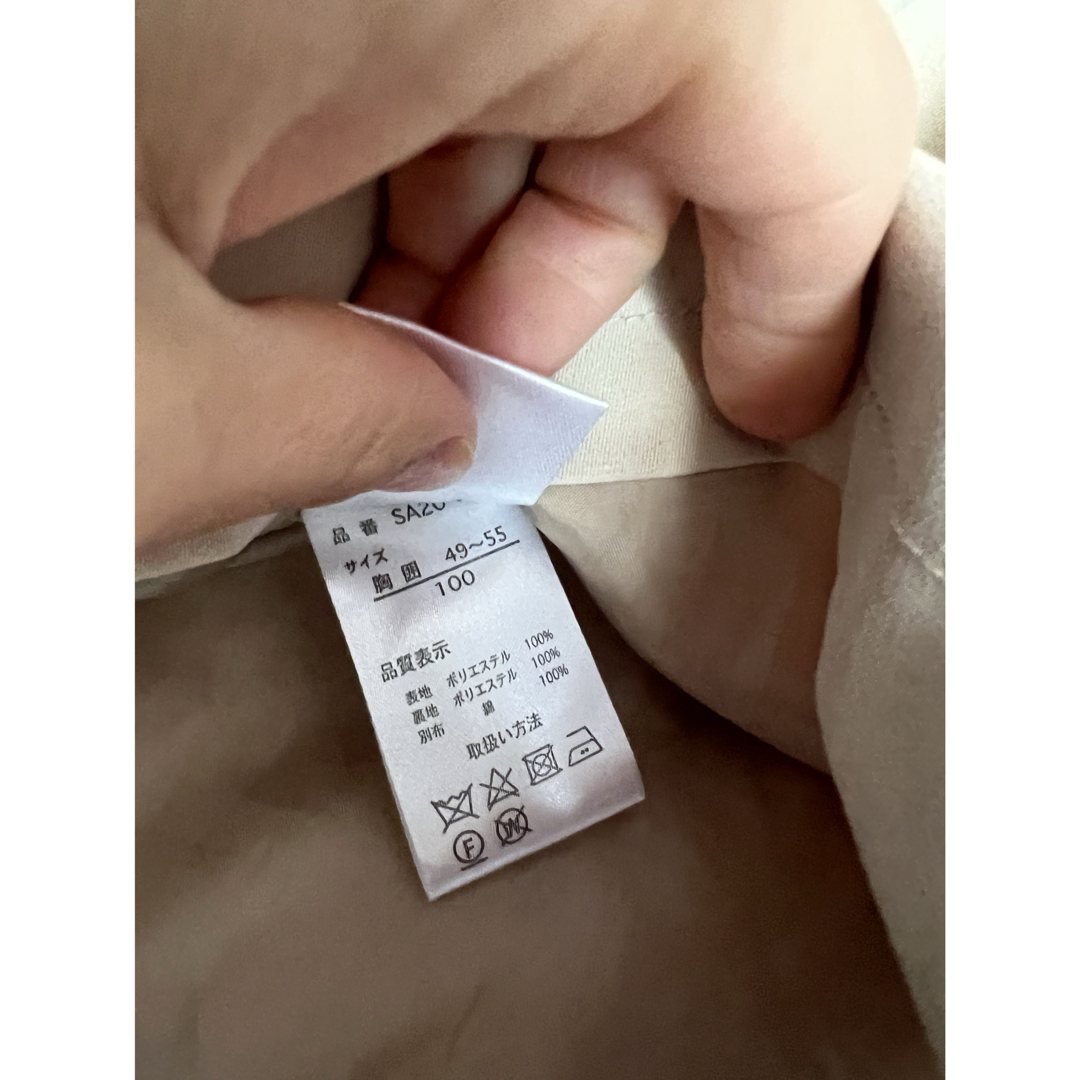 品番 SA20
サイズ
胸囲 49~55
100
品質表示
表地 ポリエステル 100%
裏地 ポリエステル 100%
別布 綿 100%
取扱い方法
F W